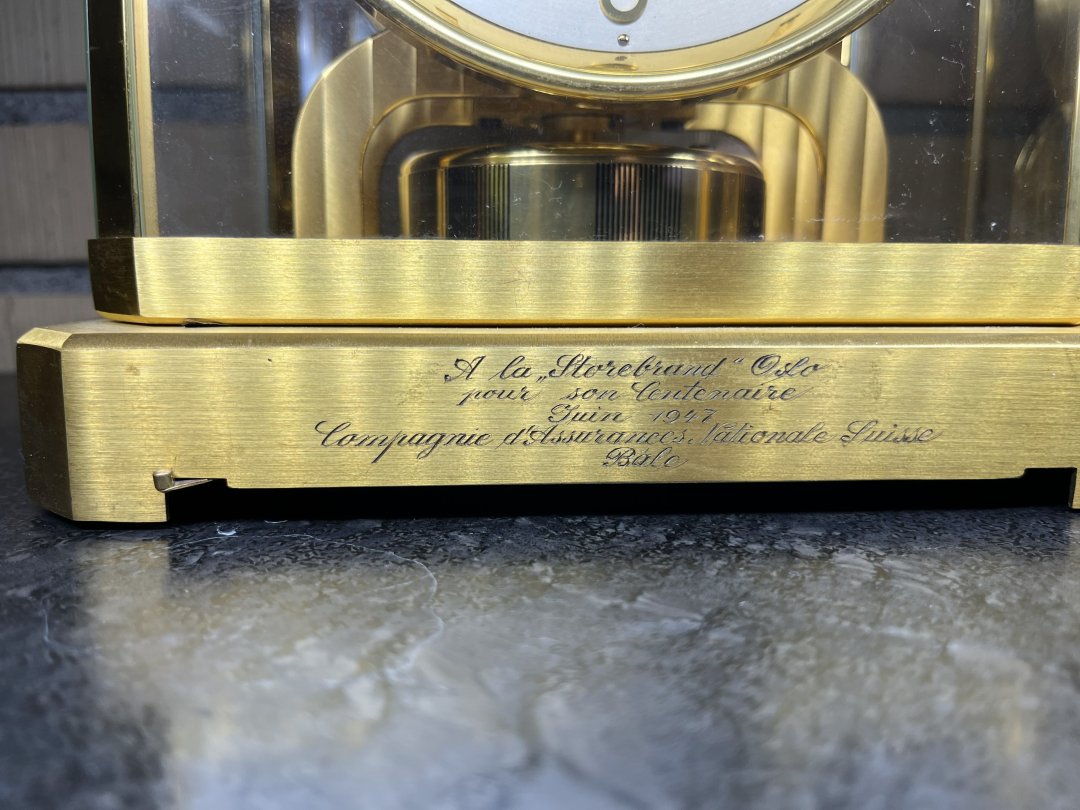 A la „Storebrand“ Oslo
pour son Centenaire
Juin 1947
Compagnie d'Assurances Nationale Suisse
Bâle